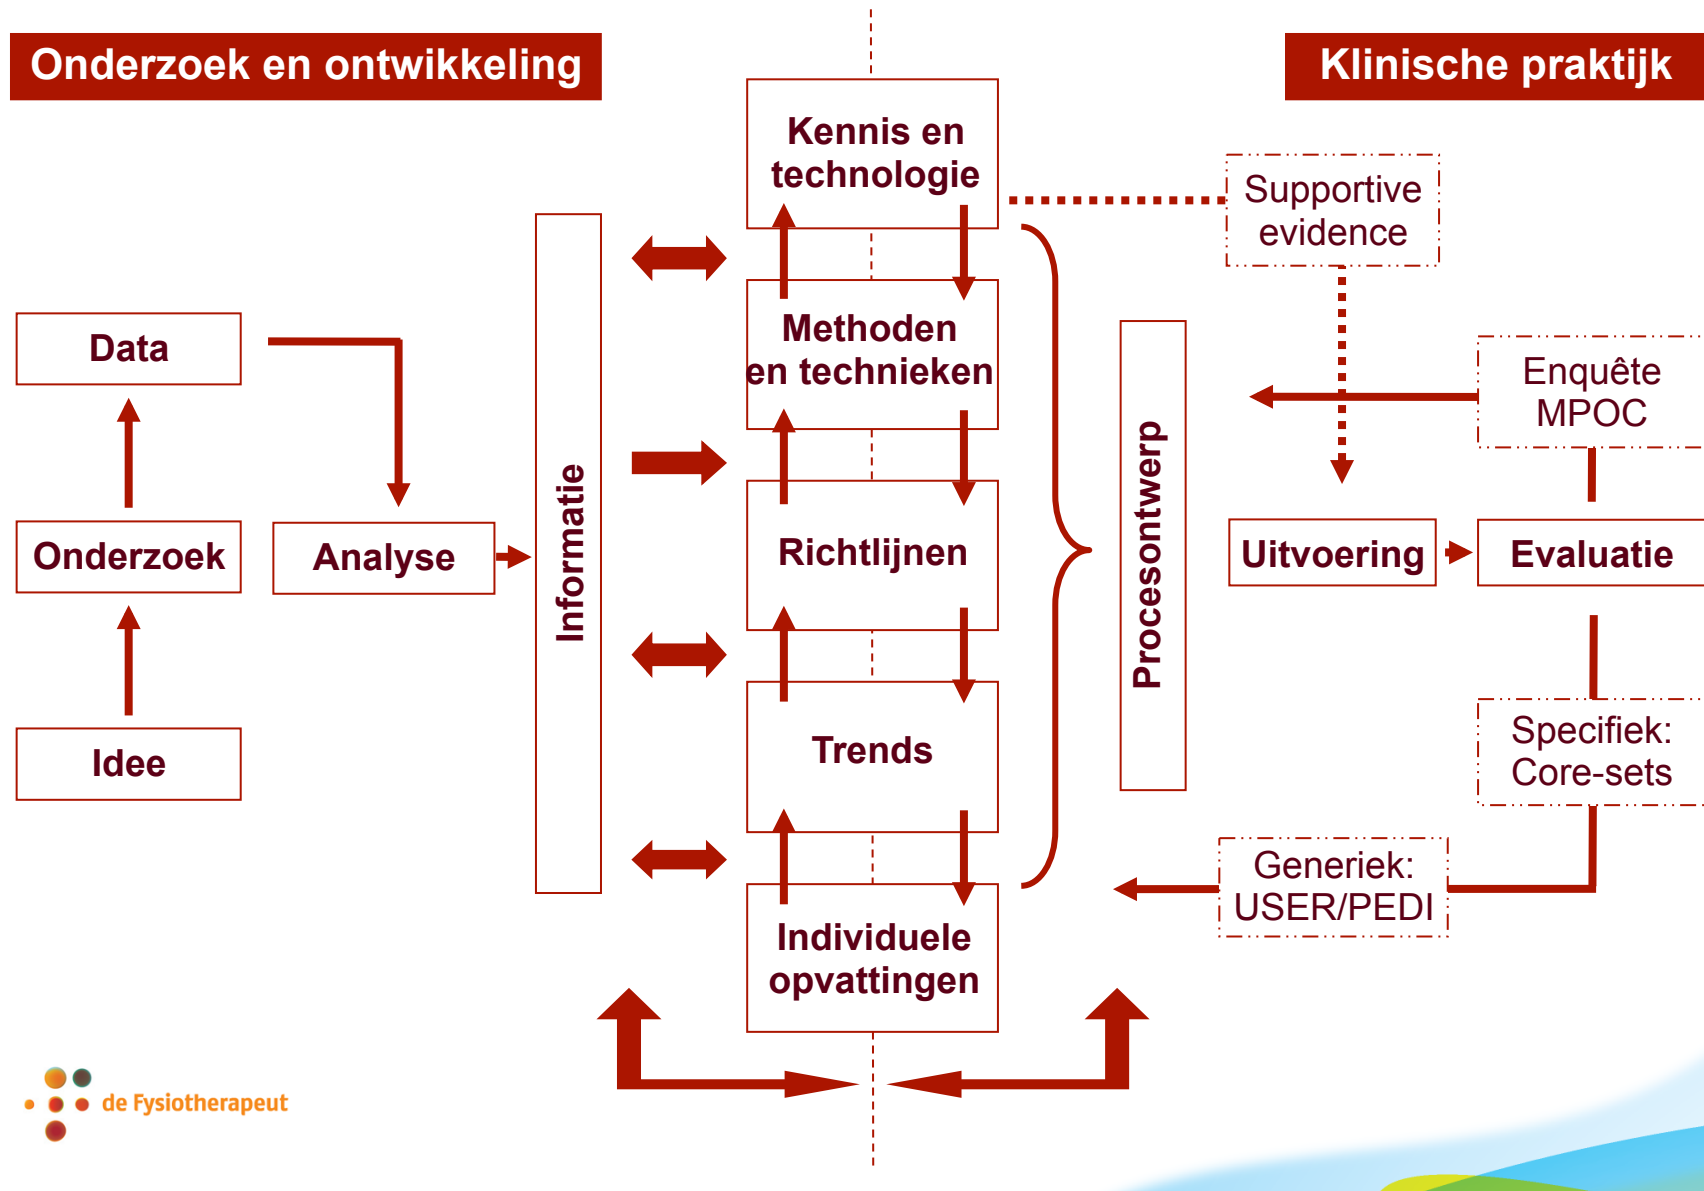 Onderzoek en ontwikkeling
Klinische praktijk
Kennis en
technologie
Supportive
evidence
Data
Methoden
en technieken
Enquête
MPOC
Informatie
Procesontwerp
Onderzoek
Analyse
Richtlijnen
Uitvoering
Evaluatie
Idee
Trends
Specifiek:
Core-sets
Generiek:
USER/PEDI
Individuele
opvattingen
de Fysiotherapeut